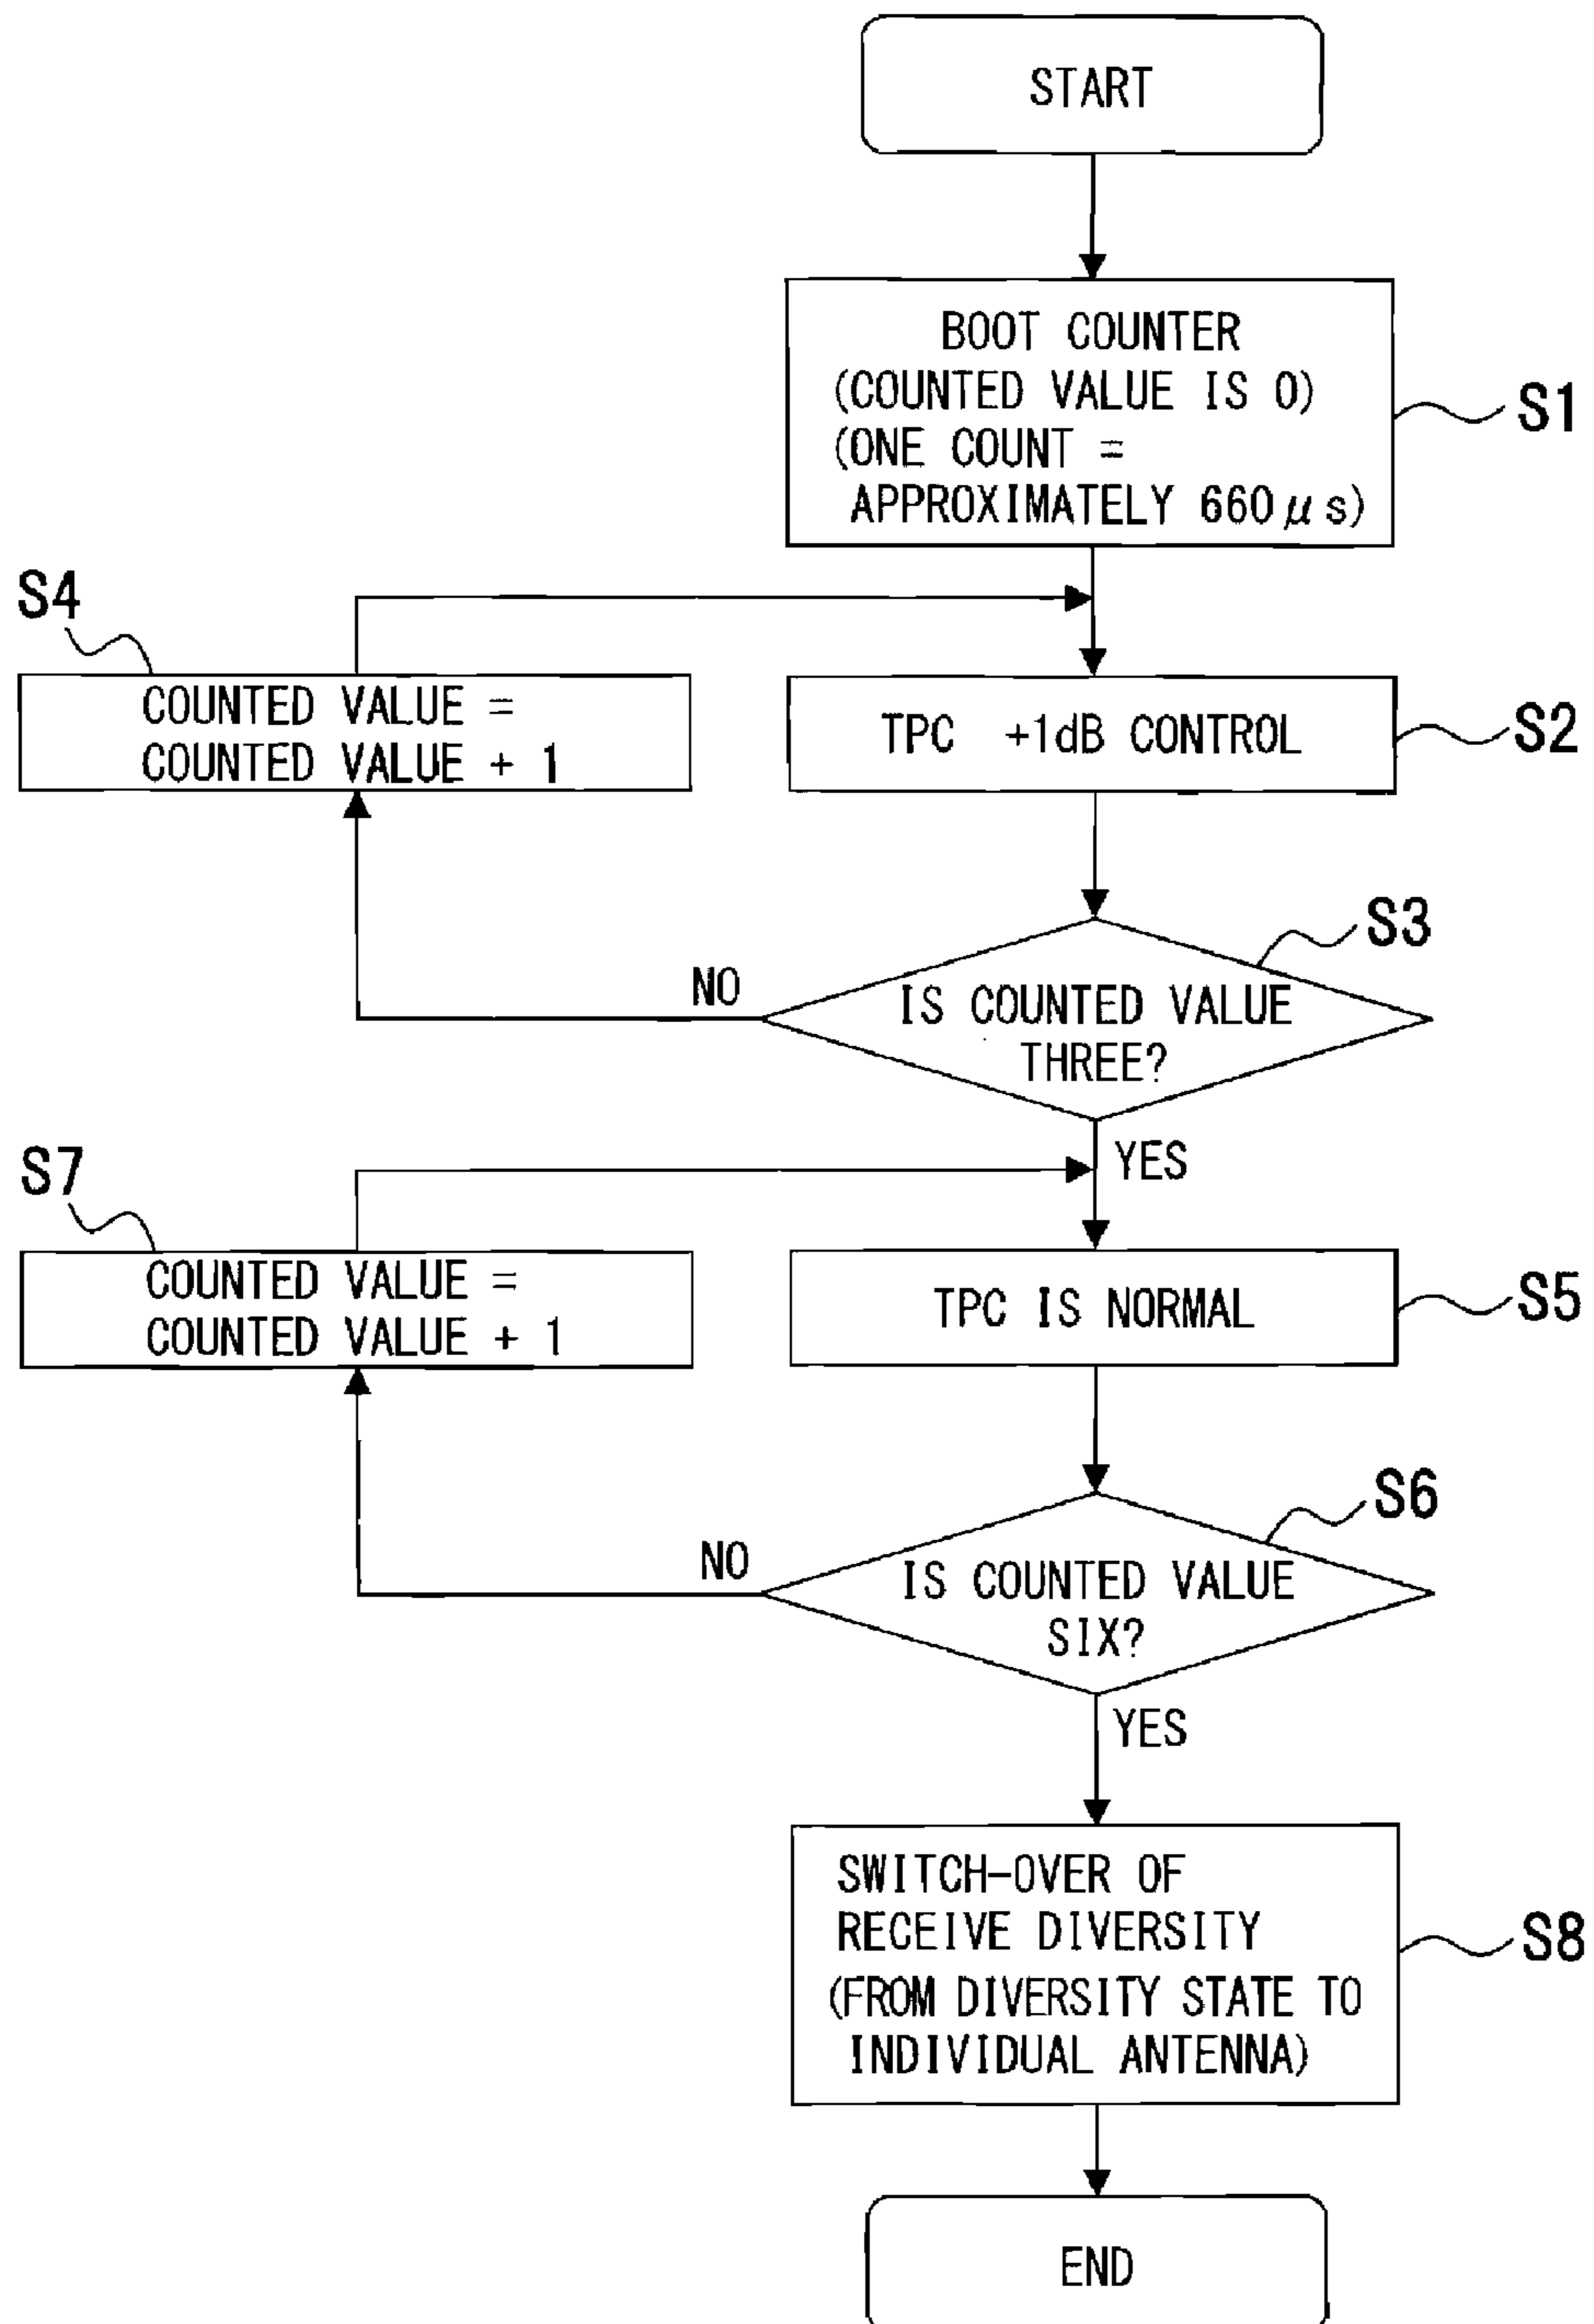 START
BOOT COUNTER
(COUNTED VALUE IS 0)
(ONE COUNT =
APPROXIMATELY 660μs)
S1
S4
COUNTED VALUE =
COUNTED VALUE + 1
TPC +1dB CONTROL
S2
S3
NO
IS COUNTED VALUE
THREE?
YES
S7
COUNTED VALUE =
COUNTED VALUE + 1
TPC IS NORMAL
S5
S6
NO
IS COUNTED VALUE
SIX?
YES
SWITCH-OVER OF
RECEIVE DIVERSITY
(FROM DIVERSITY STATE TO
INDIVIDUAL ANTENNA)
S8
END